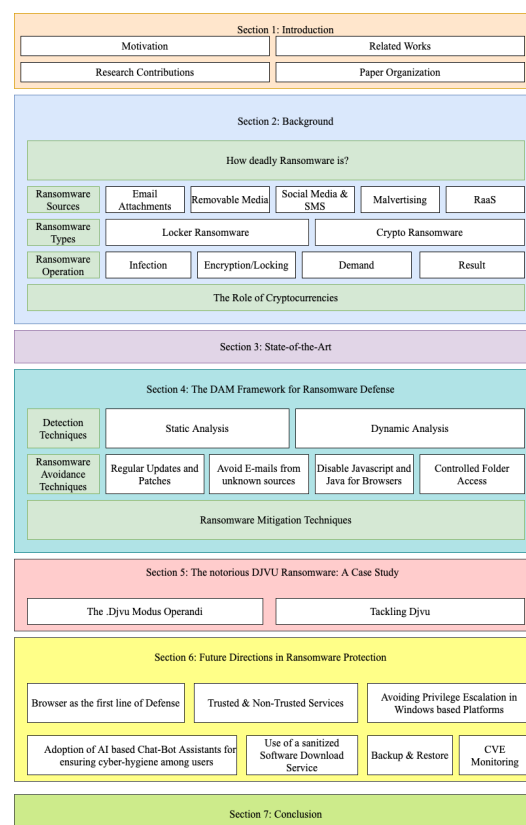 Section 1: Introduction
Motivation
Related Works
Research Contributions
Paper Organization
Section 2: Background
How deadly Ransomware is?
Ransomware
Sources
Email
Attachments
Removable Media
Social Media &
SMS
Malvertising
RaaS
Ransomware
Types
Locker Ransomware
Crypto Ransomware
Ransomware
Operation
Infection
Encryption/Locking
Demand
Result
The Role of Cryptocurrencies
Section 3: State-of-the-Art
Section 4: The DAM Framework for Ransomware Defense
Detection
Techniques
Static Analysis
Dynamic Analysis
Ransomware
Avoidance
Techniques
Regular Updates and
Patches
Avoid E-mails from
unknown sources
Disable Javascript and
Java for Browsers
Controlled Folder
Access
Ransomware Mitigation Techniques
Section 5: The notorious DJVU Ransomware: A Case Study
The .Djvu Modus Operandi
Tackling Djvu
Section 6: Future Directions in Ransomware Protection
Browser as the first line of Defense
Trusted & Non-Trusted Services
Avoiding Privilege Escalation in
Windows based Platforms
Adoption of AI based Chat-Bot Assistants for
ensuring cyber-hygiene among users
Use of a sanitized
Software Download
Service
Backup & Restore
CVE
Monitoring
Section 7: Conclusion